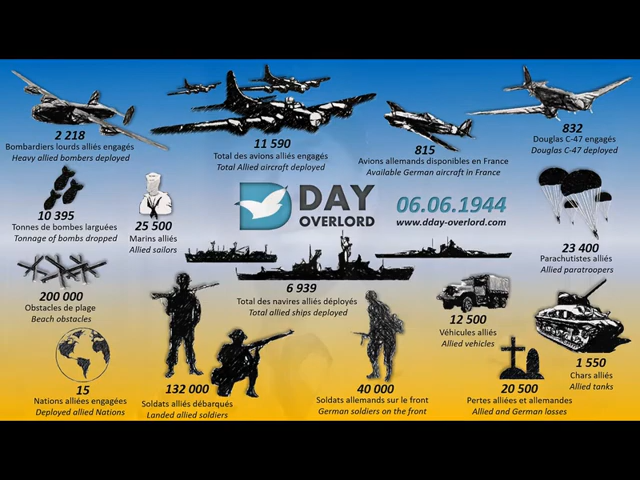 2 218
Bombardiers lourds alliés engagés
Heavy allied bombers deployed
11 590
Total des avions alliés engagés
Total Allied aircraft deployed
815
Avions allemands disponibles en France
Available German aircraft in France
832
Douglas C-47 engagés
Douglas C-47 deployed
10 395
Tonnes de bombes larguées
Tonnage of bombs dropped
25 500
Marins alliés
Allied sailors
D DAY
OVERLORD
06.06.1944
www.dday-overlord.com
23 400
Parachutistes alliés
Allied paratroopers
200 000
Obstacles de plage
Beach obstacles
6 939
Total des navires alliés déployés
Total allied ships deployed
12 500
Véhicules alliés
Allied vehicles
1 550
Chars alliés
Allied tanks
15
Nations alliées engagées
Deployed allied Nations
132 000
Soldats alliés débarqués
Landed allied soldiers
40 000
Soldats allemands sur le front
German soldiers on the front
20 500
Pertes alliées et allemandes
Allied and German losses